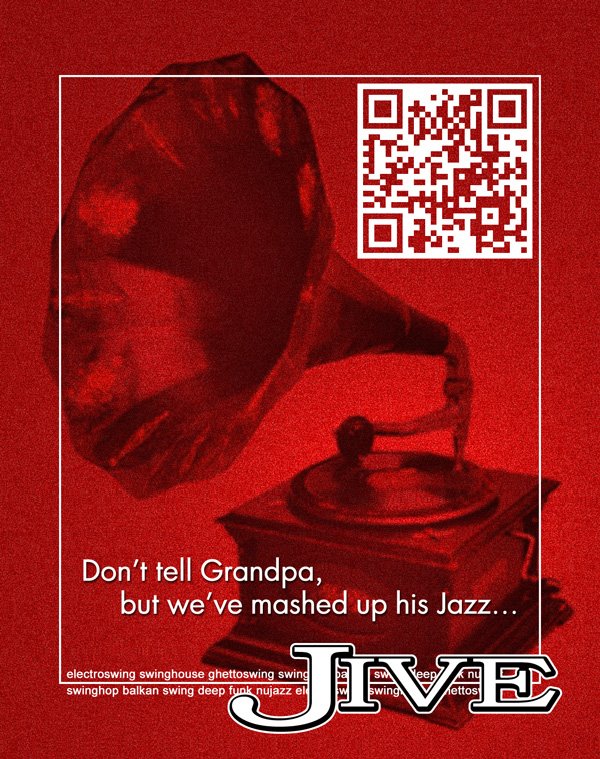 Don't tell Grandpa,
but we've mashed up his Jazz...
electroswing swinghouse ghettoswing
swinghop balkan swing deep funk nujazz
JIVE